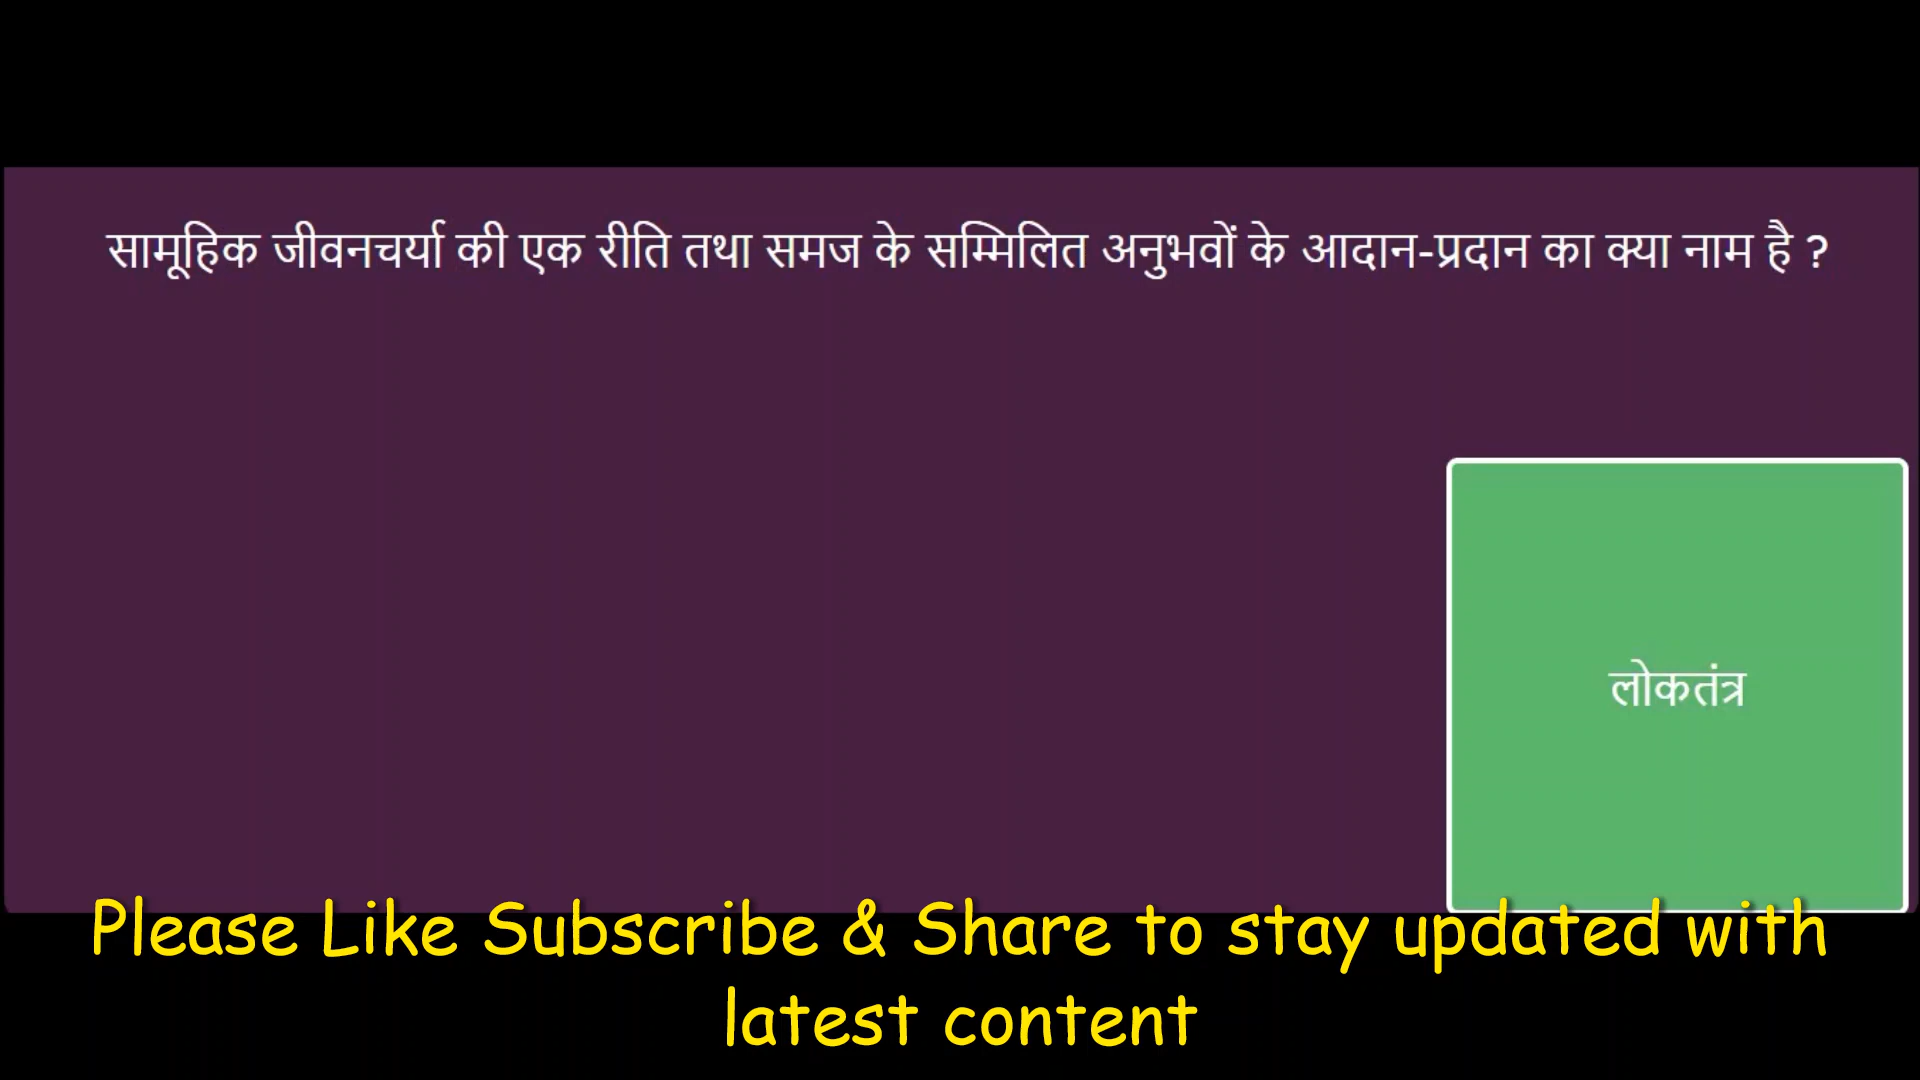 सामूहिक जीवनचर्या की एक रीति तथा समज के सम्मिलित अनुभवों के आदान-प्रदान का क्या नाम है ?
लोकतंत्र
Please Like Subscribe & Share to stay updated with
latest content